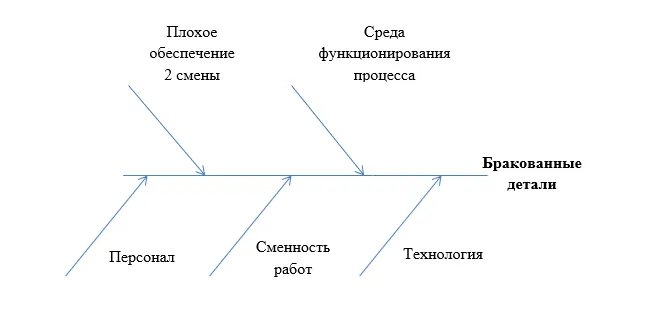 Плохое
обеспечение
2 смены
Среда
функционирования
процесса
Бракованные
детали
Персонал
Сменность
работ
Технология